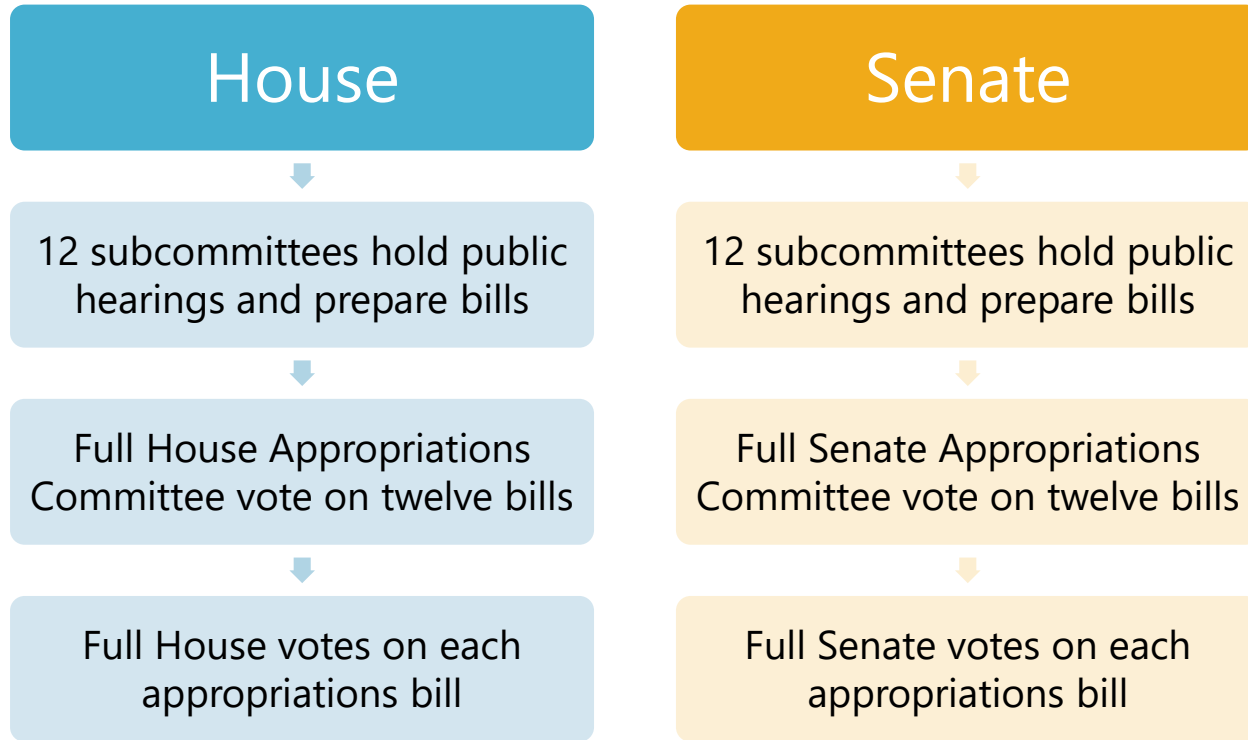 House
12 subcommittees hold public
hearings and prepare bills
Full House Appropriations
Committee vote on twelve bills
Full House votes on each
appropriations bill
Senate
12 subcommittees hold public
hearings and prepare bills
Full Senate Appropriations
Committee vote on twelve bills
Full Senate votes on each
appropriations bill